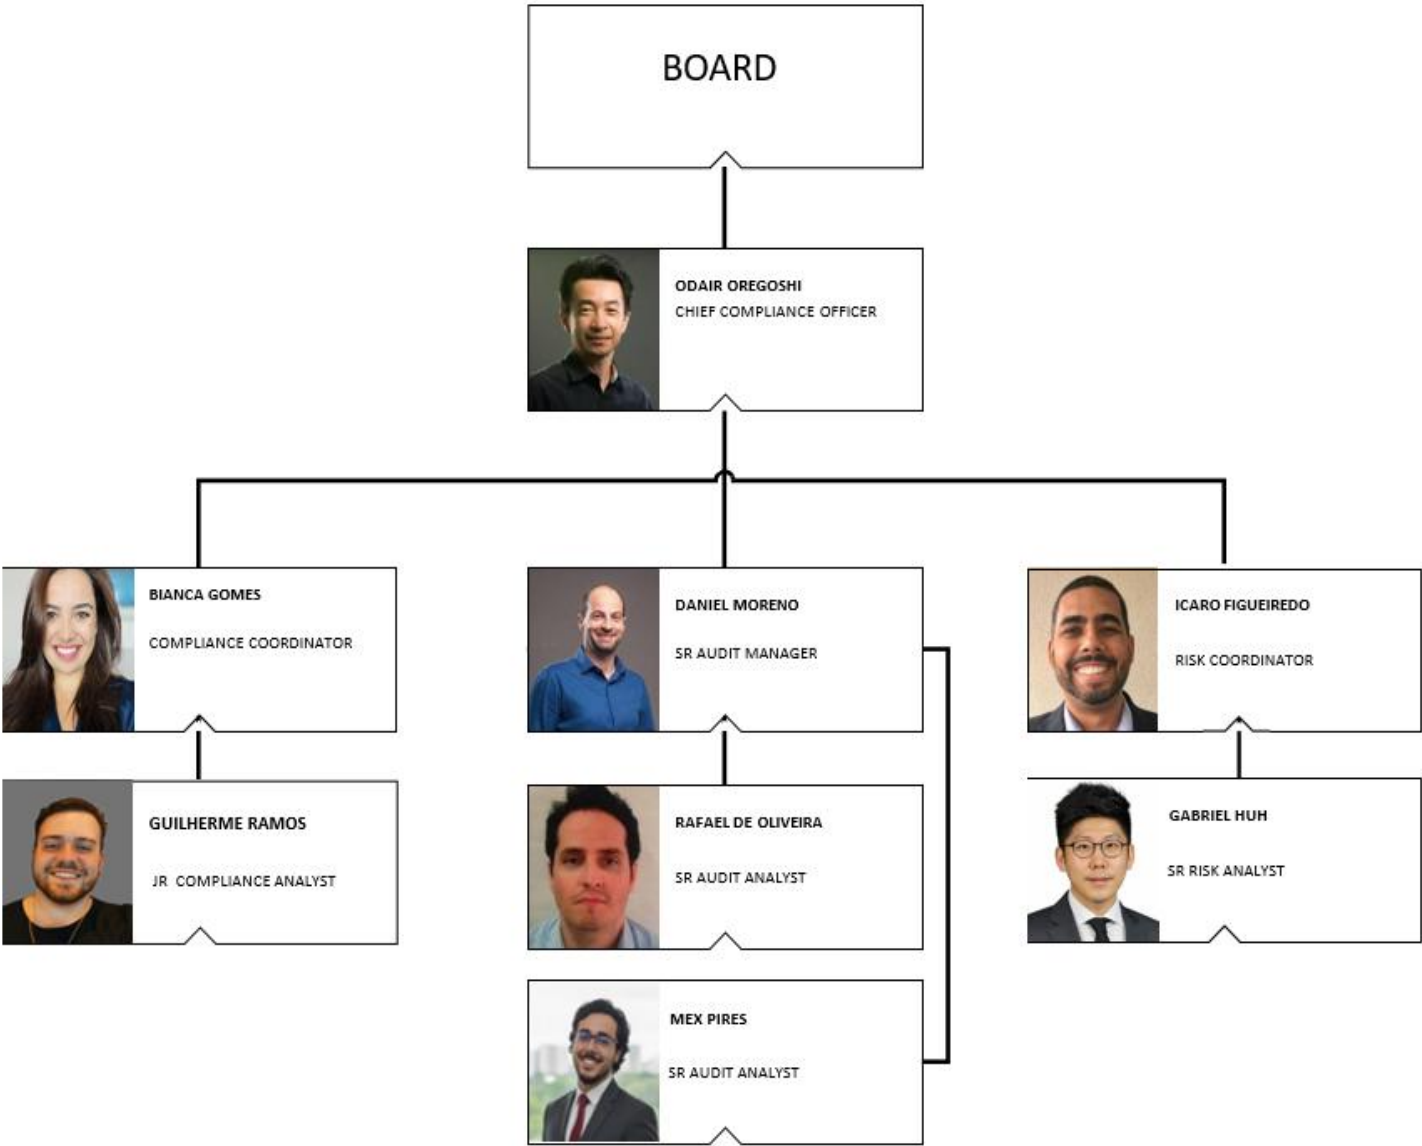 BOARD
ODAIR OREGOSHI
CHIEF COMPLIANCE OFFICER
BIANCA GOMES
COMPLIANCE COORDINATOR
DANIEL MORENO
SR AUDIT MANAGER
ICARO FIGUEIREDO
RISK COORDINATOR
GUILHERME RAMOS
JR COMPLIANCE ANALYST
RAFAEL DE OLIVEIRA
SR AUDIT ANALYST
GABRIEL HUH
SR RISK ANALYST
MEX PIRES
SR AUDIT ANALYST